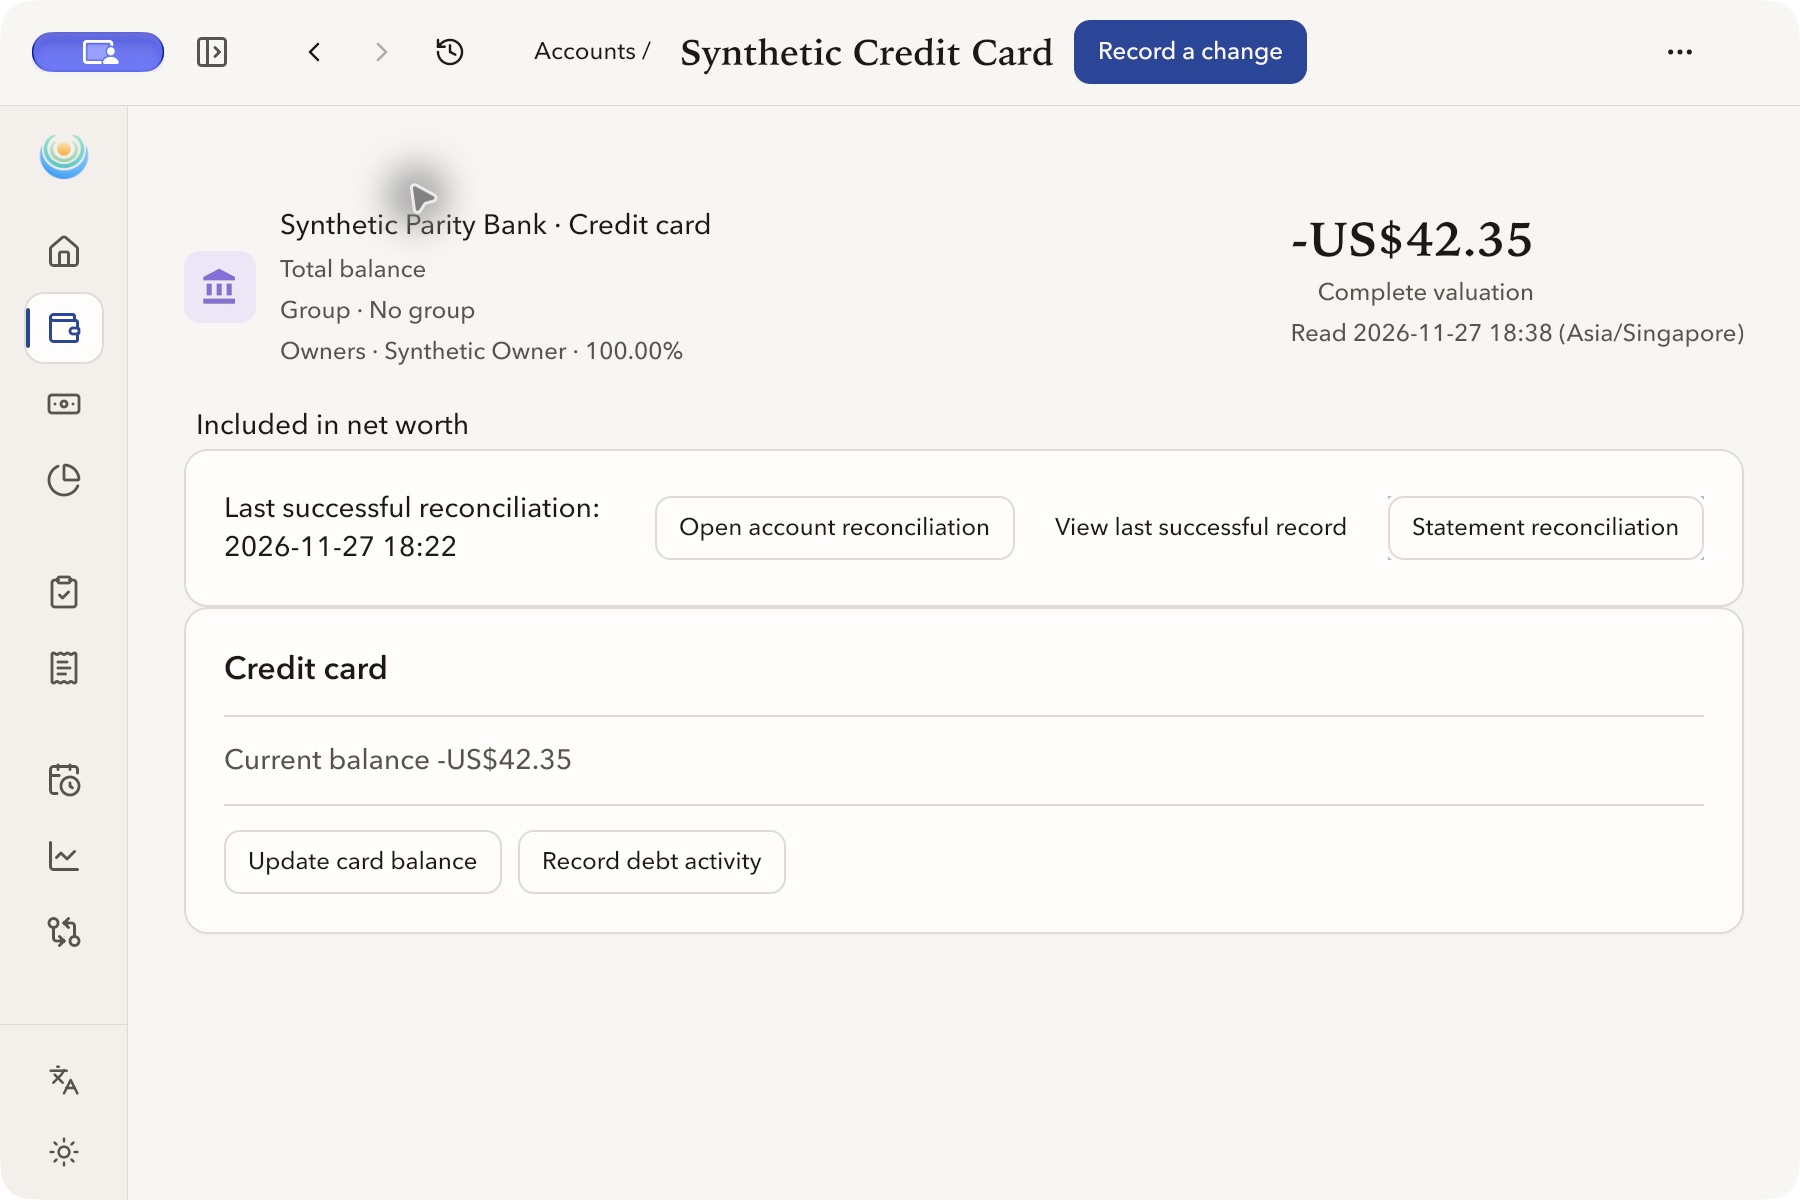 Accounts / Synthetic Credit Card Record a change
Synthetic Parity Bank · Credit card
Total balance
Group · No group
Owners · Synthetic Owner · 100.00%
-US$42.35
Complete valuation
Read 2026-11-27 18:38 (Asia/Singapore)
Included in net worth
Last successful reconciliation:
2026-11-27 18:22
Open account reconciliation View last successful record Statement reconciliation
Credit card
Current balance -US$42.35
Update card balance Record debt activity